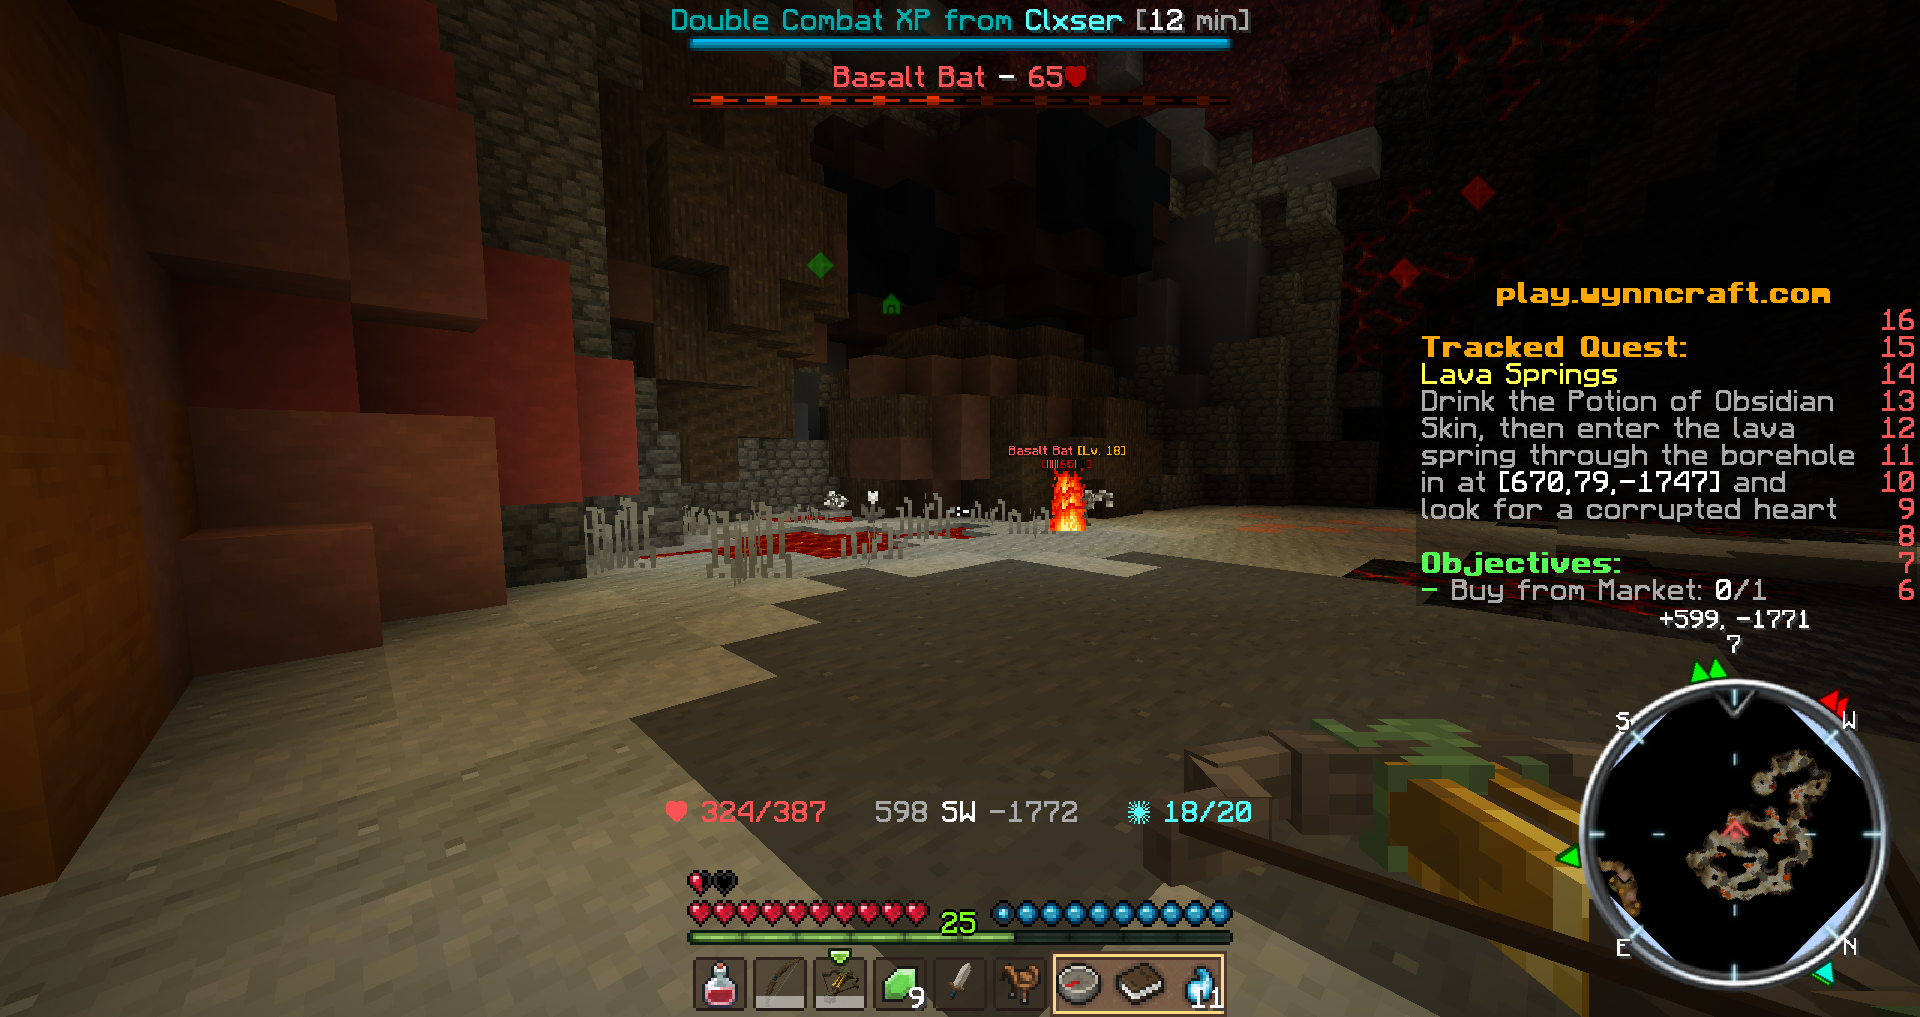 Double Combat XP from Clxser [12 min]
Basalt Bat - 65
play.wynncraft.com
16
Tracked Quest: 15
Lava Springs 14
Drink the Potion of Obsidian 13
Skin, then enter the lava 12
spring through the borehole 11
in at [670,79,-1747] and 10
look for a corrupted heart 9
8
Objectives: 7
- Buy from Market: 0/1 6
Basalt Bat [Lv. 18]
+599, -1771
7
S
W
E
N
324/387 598 SW -1772 18/20
25
9
11